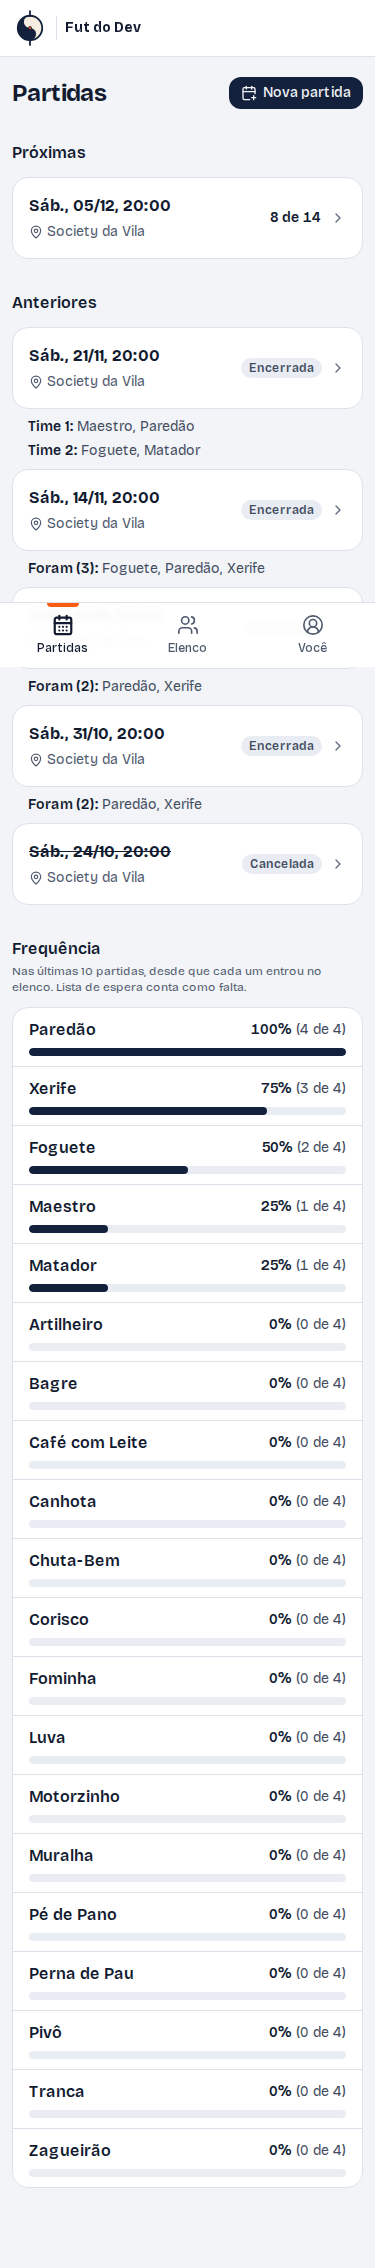 Fut do Dev
Partidas
Nova partida
Próximas
Sáb., 05/12, 20:00
Society da Vila
8 de 14
Anteriores
Sáb., 21/11, 20:00
Society da Vila
Encerrada
Time 1: Maestro, Paredão
Time 2: Foguete, Matador
Sáb., 14/11, 20:00
Society da Vila
Encerrada
Foram (3): Foguete, Paredão, Xerife
Partidas
Elenco
Você
Foram (2): Paredão, Xerife
Sáb., 31/10, 20:00
Society da Vila
Encerrada
Foram (2): Paredão, Xerife
Sáb., 24/10, 20:00
Society da Vila
Cancelada
Frequência
Nas últimas 10 partidas, desde que cada um entrou no
elenco. Lista de espera conta como falta.
Paredão 100% (4 de 4)
Xerife 75% (3 de 4)
Foguete 50% (2 de 4)
Maestro 25% (1 de 4)
Matador 25% (1 de 4)
Artilheiro 0% (0 de 4)
Bagre 0% (0 de 4)
Café com Leite 0% (0 de 4)
Canhota 0% (0 de 4)
Chuta-Bem 0% (0 de 4)
Corisco 0% (0 de 4)
Fominha 0% (0 de 4)
Luva 0% (0 de 4)
Motorzinho 0% (0 de 4)
Muralha 0% (0 de 4)
Pé de Pano 0% (0 de 4)
Perna de Pau 0% (0 de 4)
Pivô 0% (0 de 4)
Tranca 0% (0 de 4)
Zagueirão 0% (0 de 4)